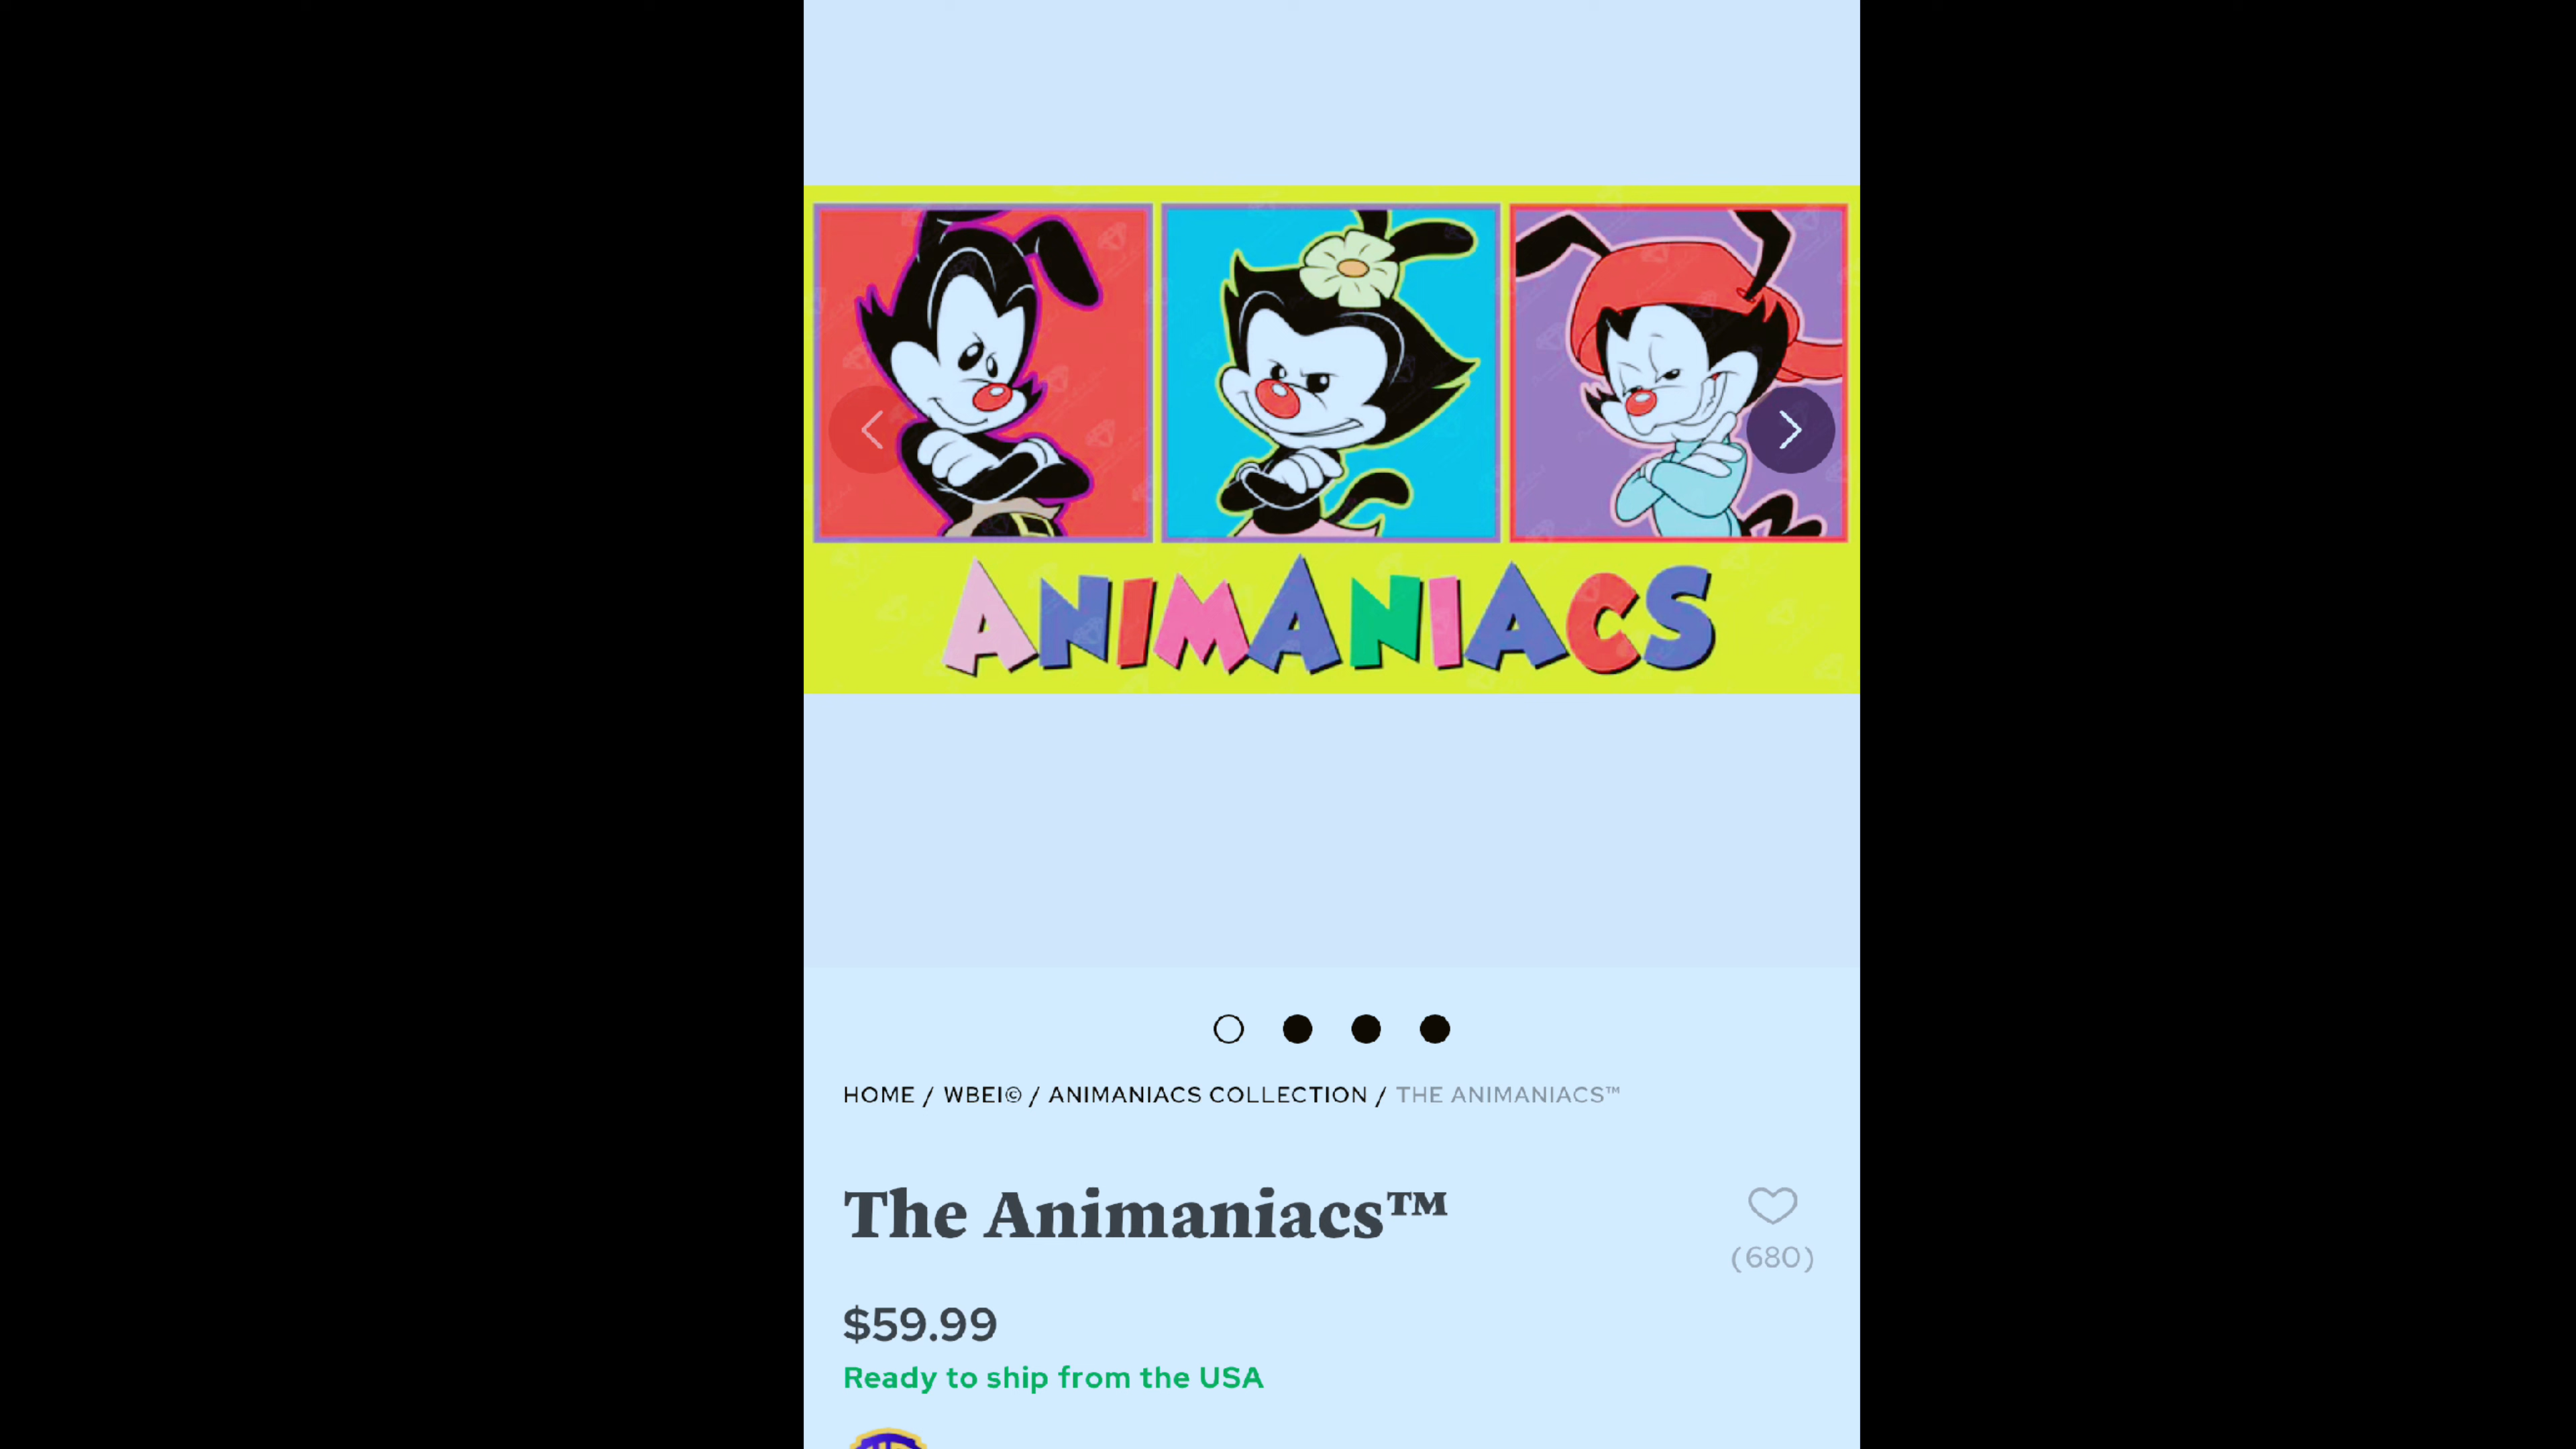 ANIMANIACS
HOME / WBEI© / ANIMANIACS COLLECTION / THE ANIMANIACS™
The Animaniacs™
(680)
$59.99
Ready to ship from the USA